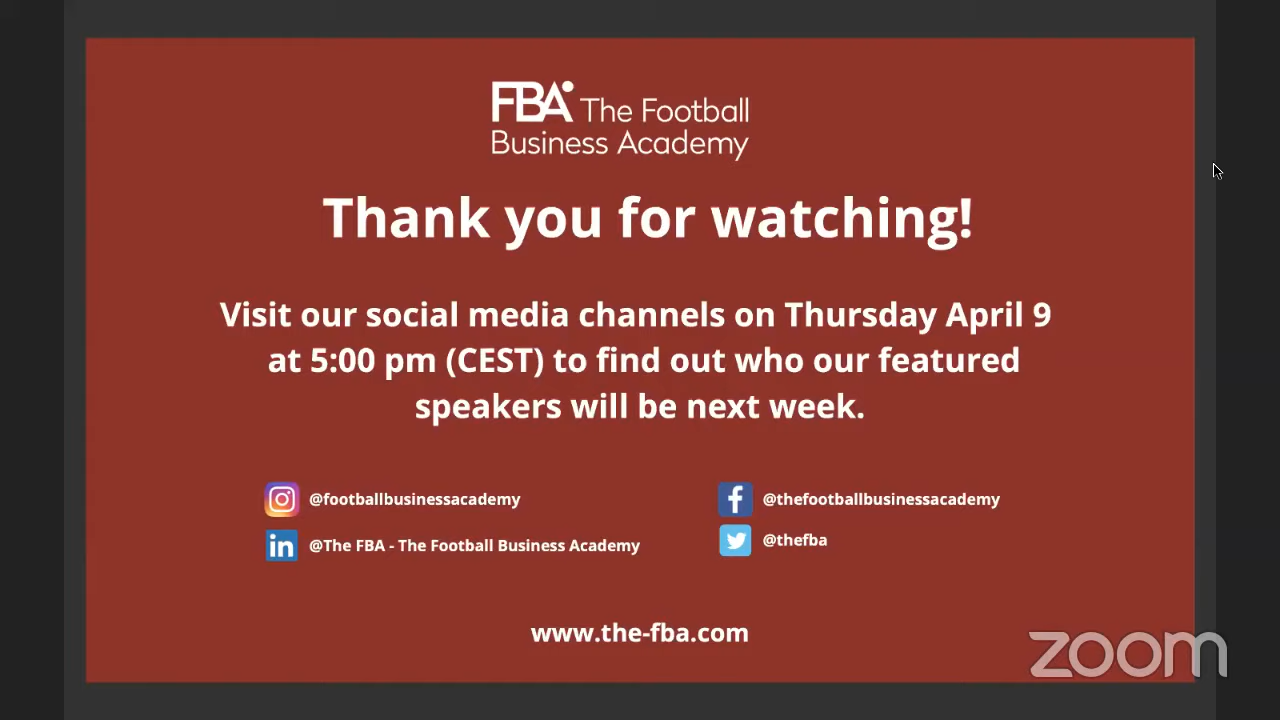 FBA The Football
Business Academy
Thank you for watching!
Visit our social media channels on Thursday April 9
at 5:00 pm (CEST) to find out who our featured
speakers will be next week.
@footballbusinessacademy
@thefootballbusinessacademy
in @The FBA - The Football Business Academy
@thefba
www.the-fba.com
zoom